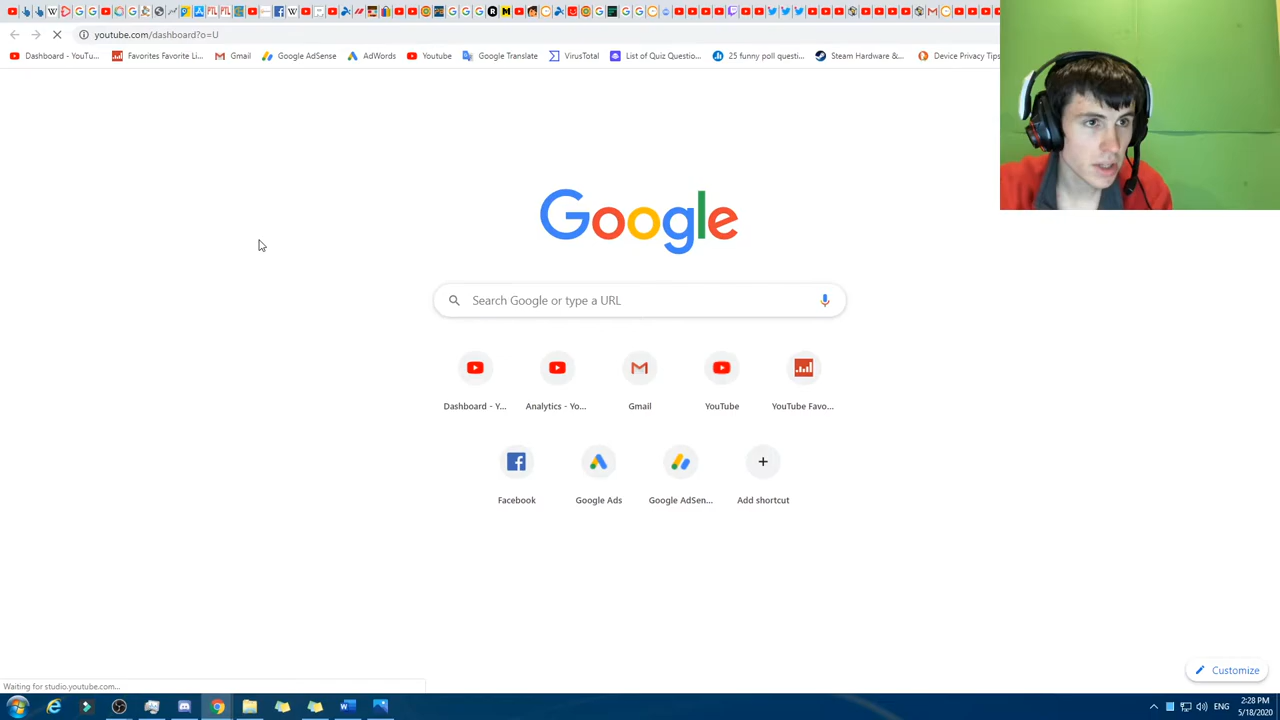 youtube.com/dashboard?o=U
Dashboard - YouTu... Favorites Favorite Li... Gmail Google AdSense AdWords Youtube Google Translate VirusTotal List of Quiz Questio... 25 funny poll questi... Steam Hardware &... Device Privacy Tips
Google
Search Google or type a URL
Dashboard - Y... Analytics - Yo... Gmail YouTube YouTube Favo...
Facebook Google Ads Google AdSen... Add shortcut
Customize
Waiting for studio.youtube.com...
ENG
2:28 PM
5/18/2020